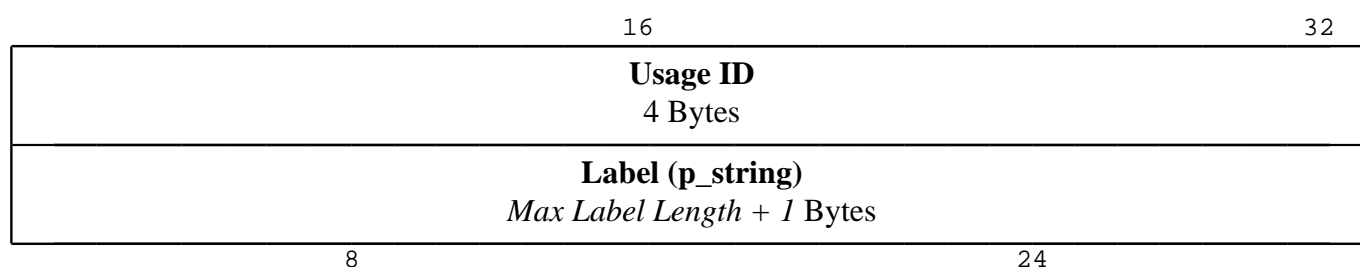 16 32
Usage ID
4 Bytes
Label (p_string)
Max Label Length + 1 Bytes
8 24